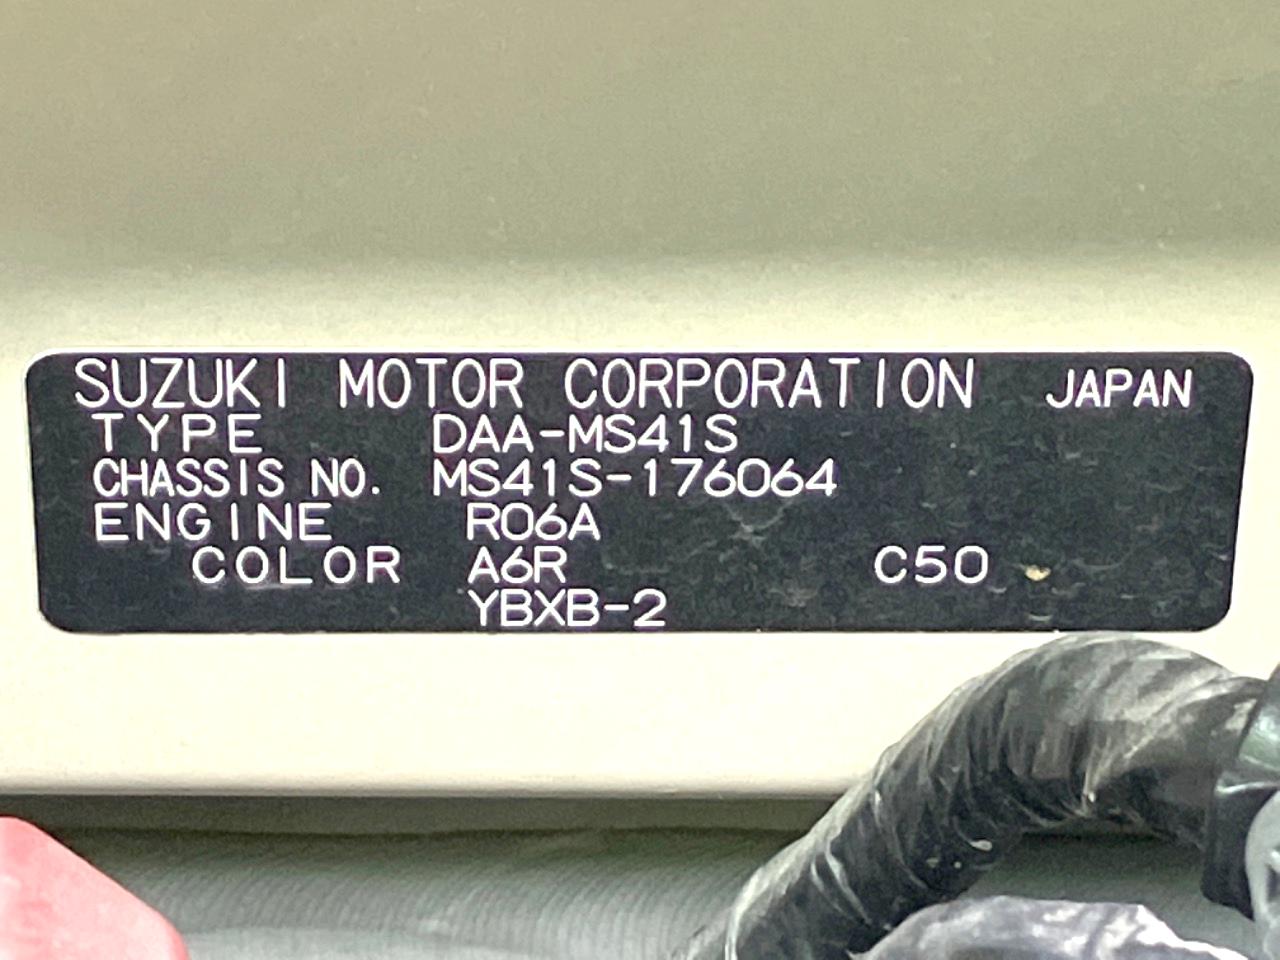 SUZUKI MOTOR CORPORATION JAPAN
TYPE DAA-MS41S
CHASSIS NO. MS41S-176064
ENGINE R06A
COLOR A6R C50
YBXB-2